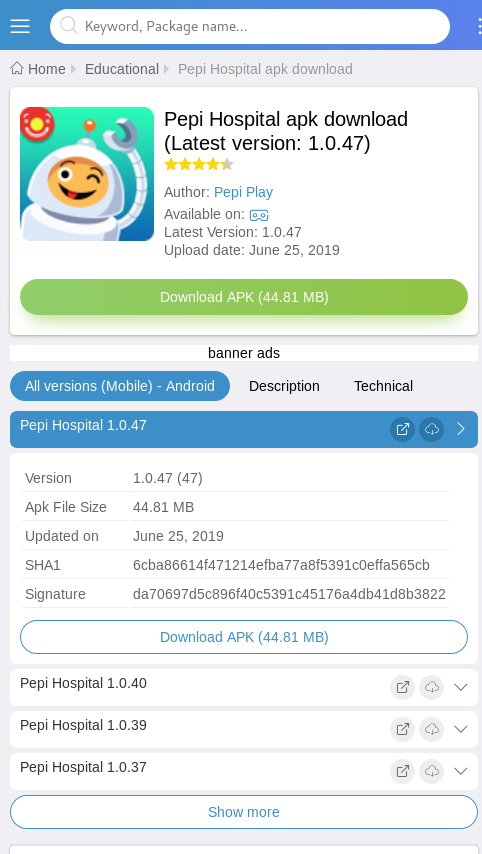 Keyword, Package name...
Home Educational Pepi Hospital apk download
Pepi Hospital apk download
(Latest version: 1.0.47)
Author: Pepi Play
Available on:
Latest Version: 1.0.47
Upload date: June 25, 2019
Download APK (44.81 MB)
banner ads
All versions (Mobile) - Android Description Technical
Pepi Hospital 1.0.47
Version 1.0.47 (47)
Apk File Size 44.81 MB
Updated on June 25, 2019
SHA1 6cba86614f471214efba77a8f5391c0effa565cb
Signature da70697d5c896f40c5391c45176a4db41d8b3822
Download APK (44.81 MB)
Pepi Hospital 1.0.40
Pepi Hospital 1.0.39
Pepi Hospital 1.0.37
Show more